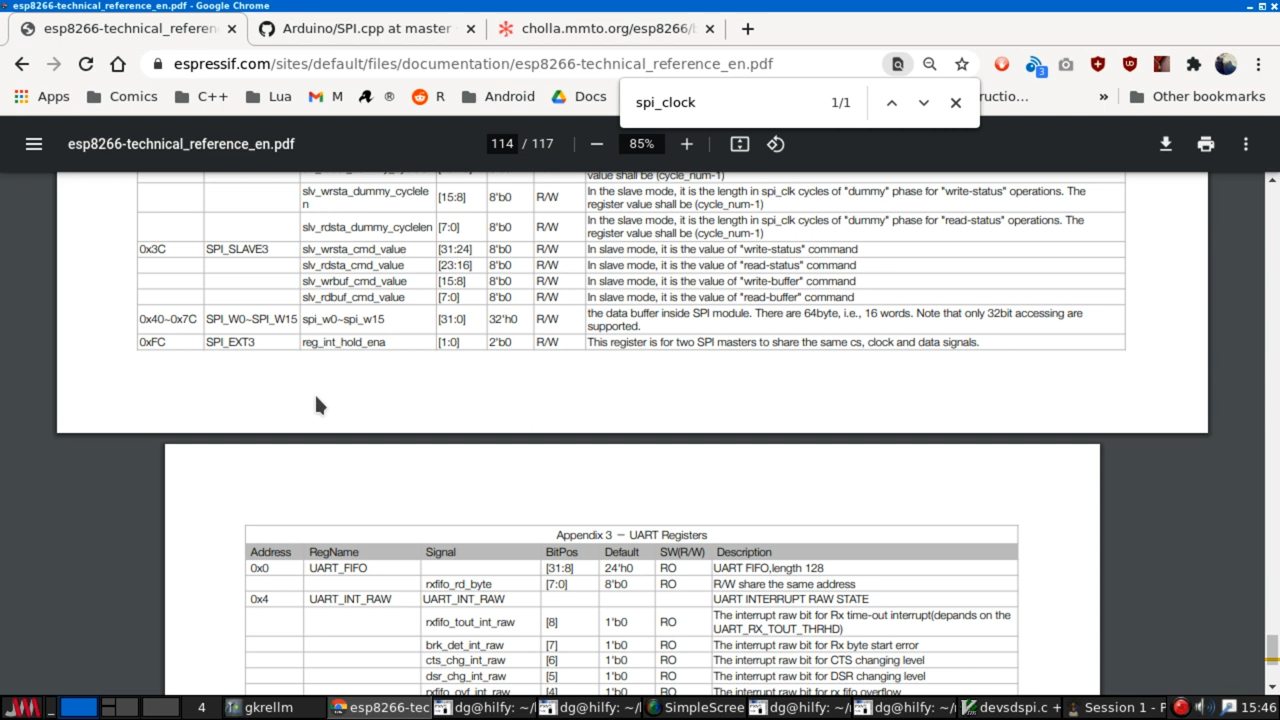 esp8266-technical_reference_en.pdf - Google Chrome
esp8266-technical_referen
Arduino/SPI.cpp at master
cholla.mmto.org/esp8266/
espressif.com/sites/default/files/documentation/esp8266-technical_reference_en.pdf
3
Apps Comics C++ Lua M R Android Docs
uctio… » Other bookmarks
spi_clock 1/1
esp8266-technical_reference_en.pdf 114 / 117 85%
value shall be (cycle_num-1)
slv_wrsta_dummy_cyclele
n
[15:8] 8'b0 R/W
In the slave mode, it is the length in spi_clk cycles of "dummy" phase for "write-status" operations. The
register value shall be (cycle_num-1)
slv_rdsta_dummy_cyclelen [7:0] 8'b0 R/W
In the slave mode, it is the length in spi_clk cycles of "dummy" phase for "read-status" operations. The
register value shall be (cycle_num-1)
0x3C SPI_SLAVE3 slv_wrsta_cmd_value [31:24] 8'b0 R/W In slave mode, it is the value of "write-status" command
slv_rdsta_cmd_value [23:16] 8'b0 R/W In slave mode, it is the value of "read-status" command
slv_wrbuf_cmd_value [15:8] 8'b0 R/W In slave mode, it is the value of "write-buffer" command
slv_rdbuf_cmd_value [7:0] 8'b0 R/W In slave mode, it is the value of "read-buffer" command
0x40~0x7C SPI_W0~SPI_W15 spi_w0~spi_w15 [31:0] 32'h0 R/W
the data buffer inside SPI module. There are 64byte, i.e., 16 words. Note that only 32bit accessing are
supported.
0xFC SPI_EXT3 reg_int_hold_ena [1:0] 2'b0 R/W This register is for two SPI masters to share the same cs, clock and data signals.
Appendix 3 － UART Registers
Address RegName Signal BitPos Default SW(R/W) Description
0x0 UART_FIFO [31:8] 24'h0 RO UART FIFO,length 128
rxfifo_rd_byte [7:0] 8'b0 RO R/W share the same address
0x4 UART_INT_RAW UART_INT_RAW UART INTERRUPT RAW STATE
rxfifo_tout_int_raw [8] 1'b0 RO
The interrupt raw bit for Rx time-out interrupt(depands on the
UART_RX_TOUT_THRHD)
brk_det_int_raw [7] 1'b0 RO The interrupt raw bit for Rx byte start error
cts_chg_int_raw [6] 1'b0 RO The interrupt raw bit for CTS changing level
dsr_chg_int_raw [5] 1'b0 RO The interrupt raw bit for DSR changing level
rxfifo_ovf_int_raw [4] 1'b0 RO The interrupt raw bit for rx fifo overflow
4 gkrellm esp8266-tec dg@hilfy: ~/ dg@hilfy: ~/ SimpleScree dg@hilfy: ~/ dg@hilfy: ~/ devsdspi.c + Session 1 - F 15:46